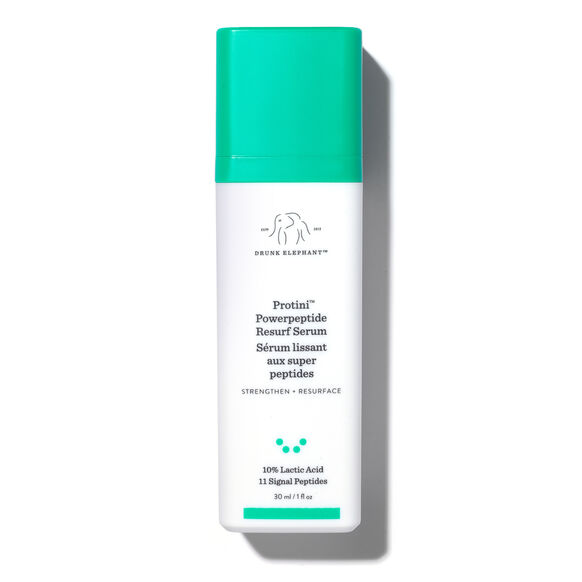 ESTD 2012
DRUNK ELEPHANT™
Protini™
Powerpeptide
Resurf Serum
Sérum lissant
aux super
peptides
STRENGTHEN + RESURFACE
10% Lactic Acid
11 Signal Peptides
30 ml / 1 fl oz